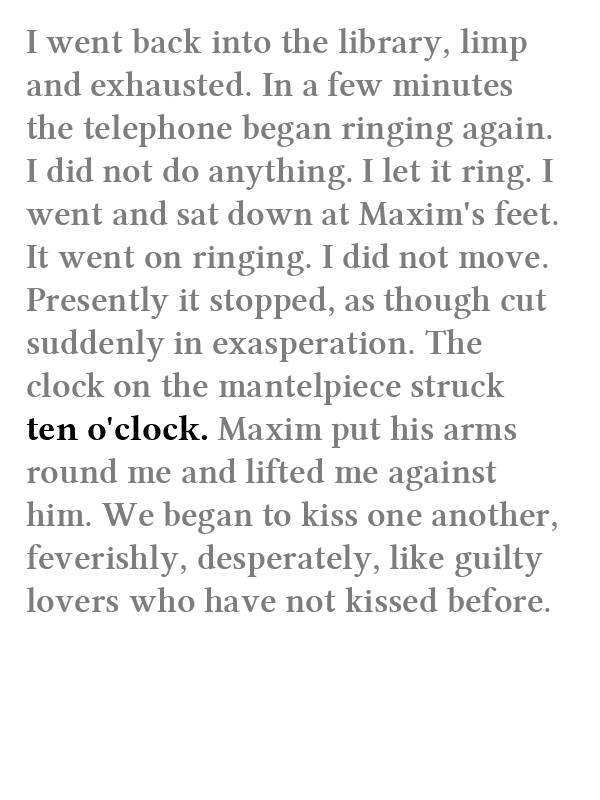 I went back into the library, limp
and exhausted. In a few minutes
the telephone began ringing again.
I did not do anything. I let it ring. I
went and sat down at Maxim's feet.
It went on ringing. I did not move.
Presently it stopped, as though cut
suddenly in exasperation. The
clock on the mantelpiece struck
ten o'clock. Maxim put his arms
round me and lifted me against
him. We began to kiss one another,
feverishly, desperately, like guilty
lovers who have not kissed before.